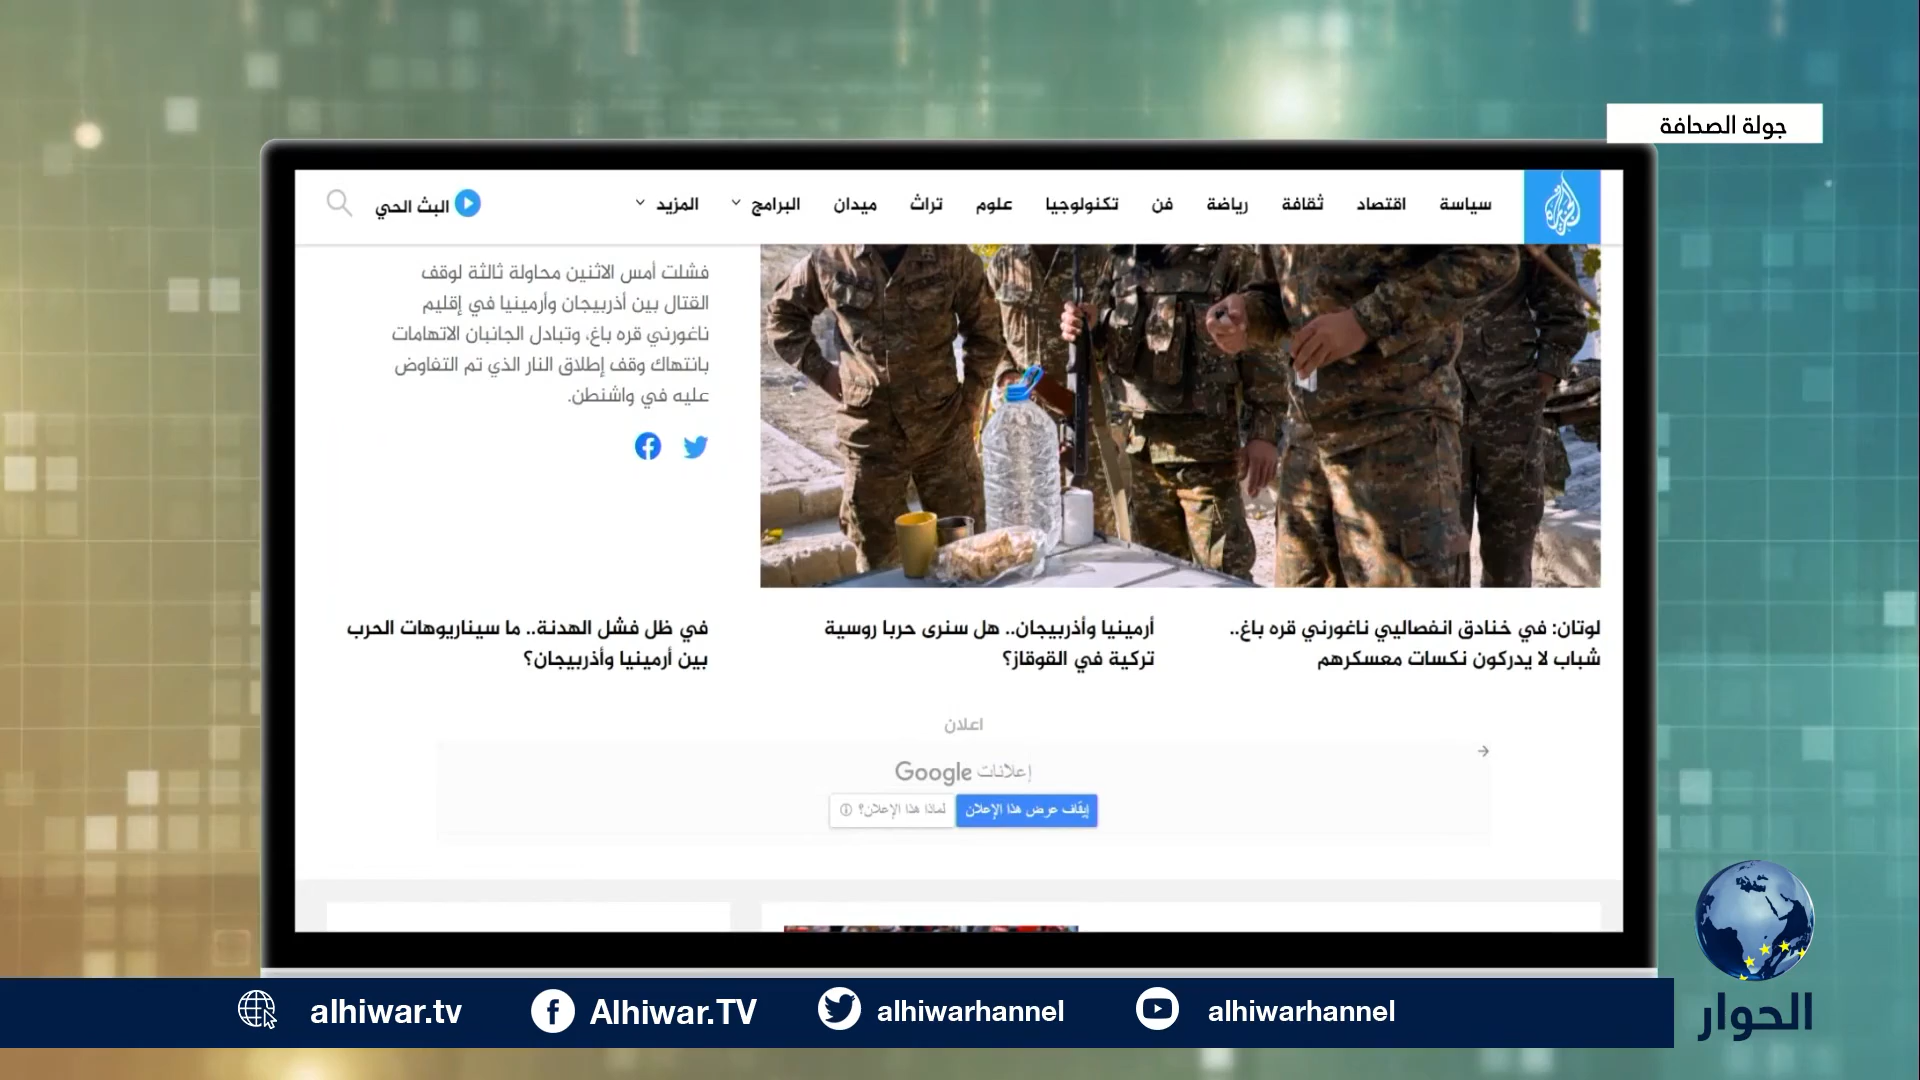 جولة الصحافة
سياسة اقتصاد ثقافة رياضة فن تكنولوجيا علوم تراث ميدان البرامج المزيد البث الحي
فشلت أمس الاثنين محاولة ثالثة لوقف
القتال بين أذربيجان وأرمينيا في إقليم
ناغورني قره باغ، وتبادل الجانبان الاتهامات
بانتهاك وقف إطلاق النار الذي تم التفاوض
عليه في واشنطن.
لوتان: في خنادق انفصاليي ناغورني قره باغ..
شباب لا يدركون نكسات معسكرهم
أرمينيا وأذربيجان.. هل سنرى حربا روسية
تركية في القوقاز؟
في ظل فشل الهدنة.. ما سيناريوهات الحرب
بين أرمينيا وأذربيجان؟
اعلان
إعلانات Google
إيقاف عرض هذا الإعلان لماذا هذا الإعلان؟
الجزيرة
alhiwar.tv Alhiwar.TV alhiwarhannel alhiwarhannel
الحوار